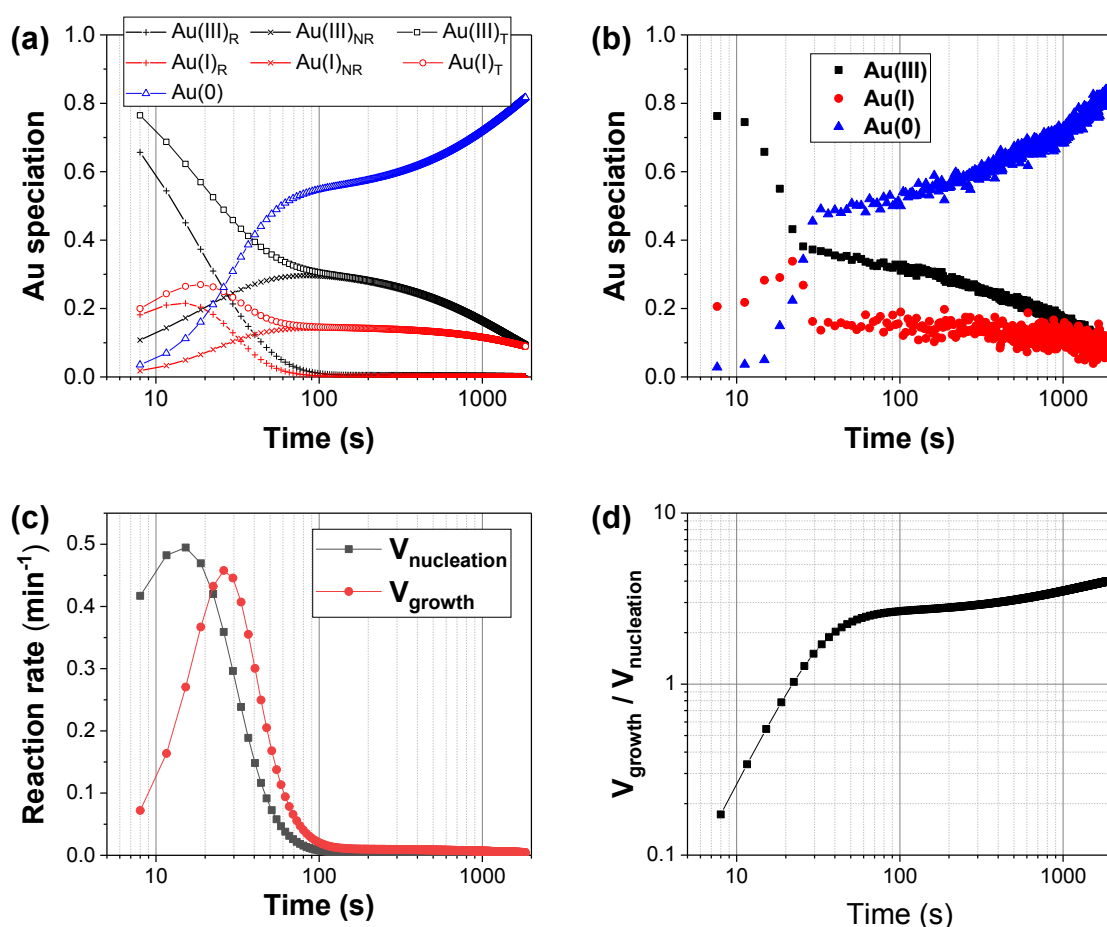 (a)
Au(III)R Au(III)NR Au(III)T
Au(I)R Au(I)NR Au(I)T
Au(0)
1.0
0.8
0.6
0.4
0.2
0.0
Au speciation
10 100 1000
Time (s)
(b)
Au(III)
Au(I)
Au(0)
1.0
0.8
0.6
0.4
0.2
0.0
Au speciation
10 100 1000
Time (s)
(c)
Vnucleation
Vgrowth
0.5
0.4
0.3
0.2
0.1
0.0
Reaction rate (min-1)
10 100 1000
Time (s)
(d)
10
1
0.1
Vgrowth / Vnucleation
10 100 1000
Time (s)